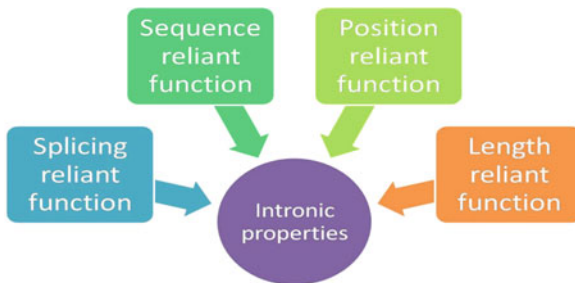 Sequence
reliant
function
Position
reliant
function
Splicing
reliant
function
Length
reliant
function
Intronic
properties